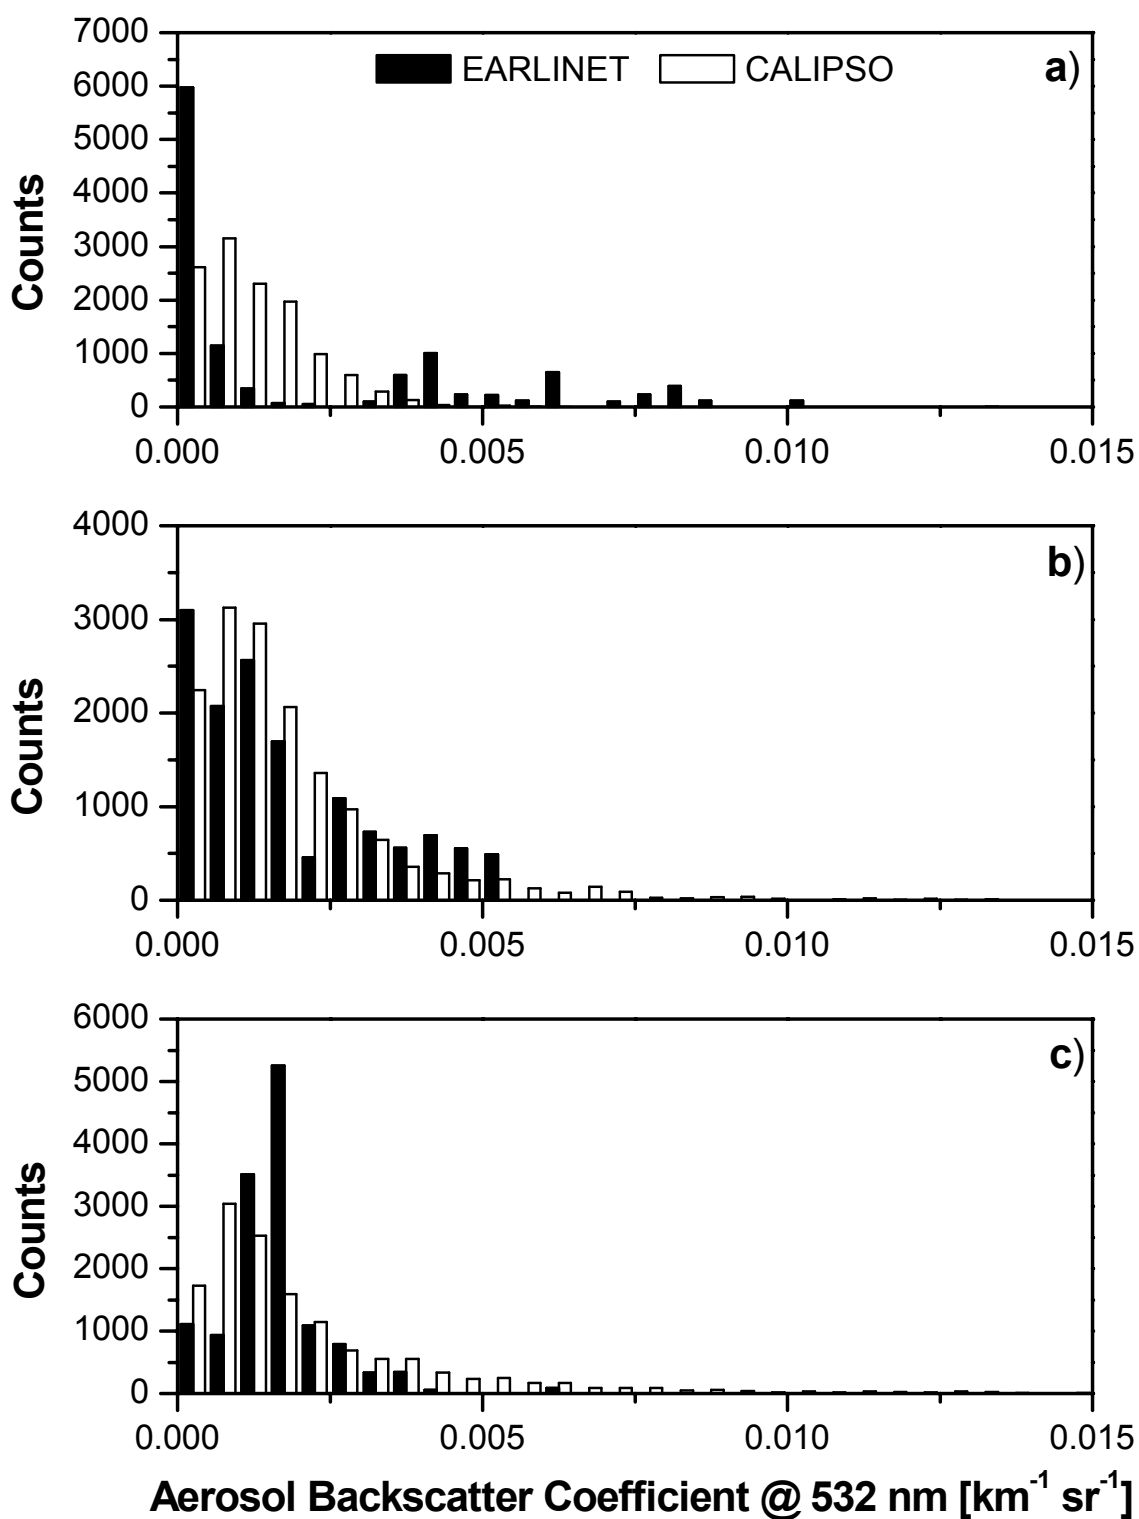 EARLINET CALIPSO a)
7000
6000
5000
4000
3000
2000
1000
0
Counts
0.000 0.005 0.010 0.015
b)
4000
3000
2000
1000
0
Counts
0.000 0.005 0.010 0.015
c)
6000
5000
4000
3000
2000
1000
0
Counts
0.000 0.005 0.010 0.015
Aerosol Backscatter Coefficient @ 532 nm [km⁻¹ sr⁻¹]